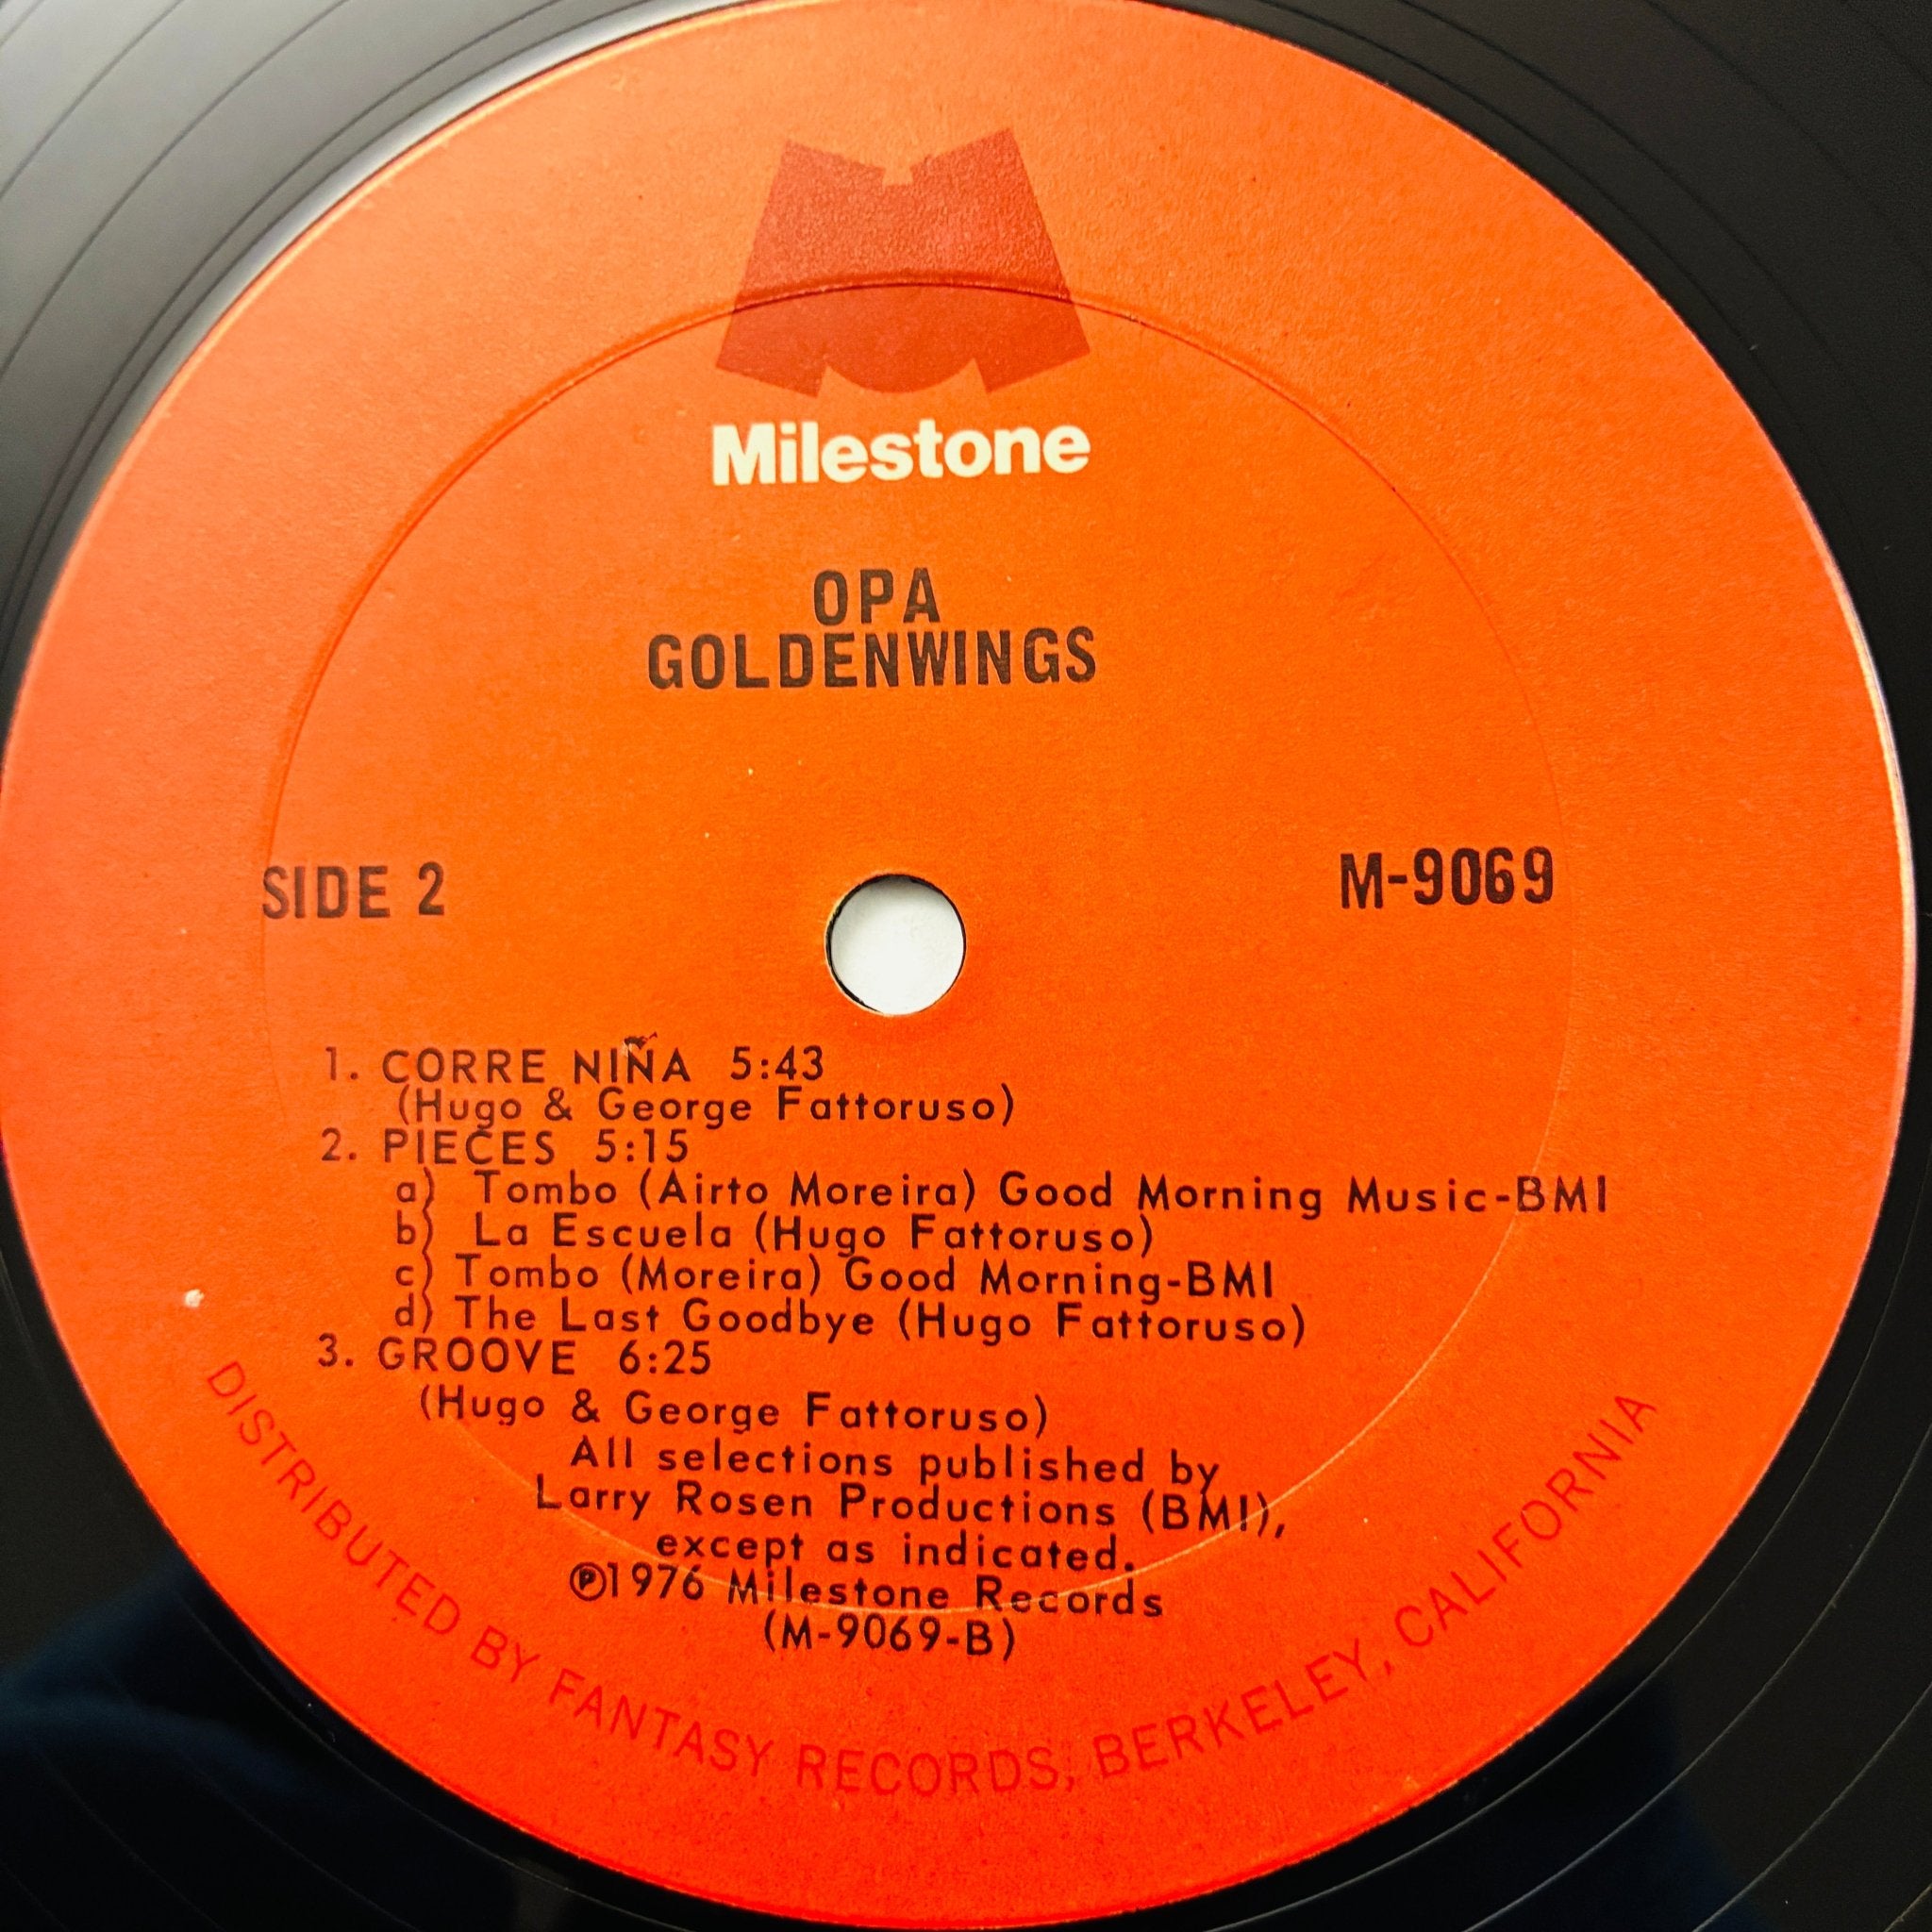 Milestone
OPA
GOLDENWINGS
SIDE 2
M-9069
1. CORRE NIÑA 5:43
(Hugo & George Fattoruso)
2. PIECES 5:15
a) Tombo (Airto Moreira) Good Morning Music-BMI
b) La Escuela (Hugo Fattoruso)
c) Tombo (Moreira) Good Morning-BMI
d) The Last Goodbye (Hugo Fattoruso)
3. GROOVE 6:25
(Hugo & George Fattoruso)
All selections published by
Larry Rosen Productions (BMI),
except as indicated.
℗1976 Milestone Records
(M-9069-B)
DISTRIBUTED BY FANTASY RECORDS, BERKELEY, CALIFORNIA